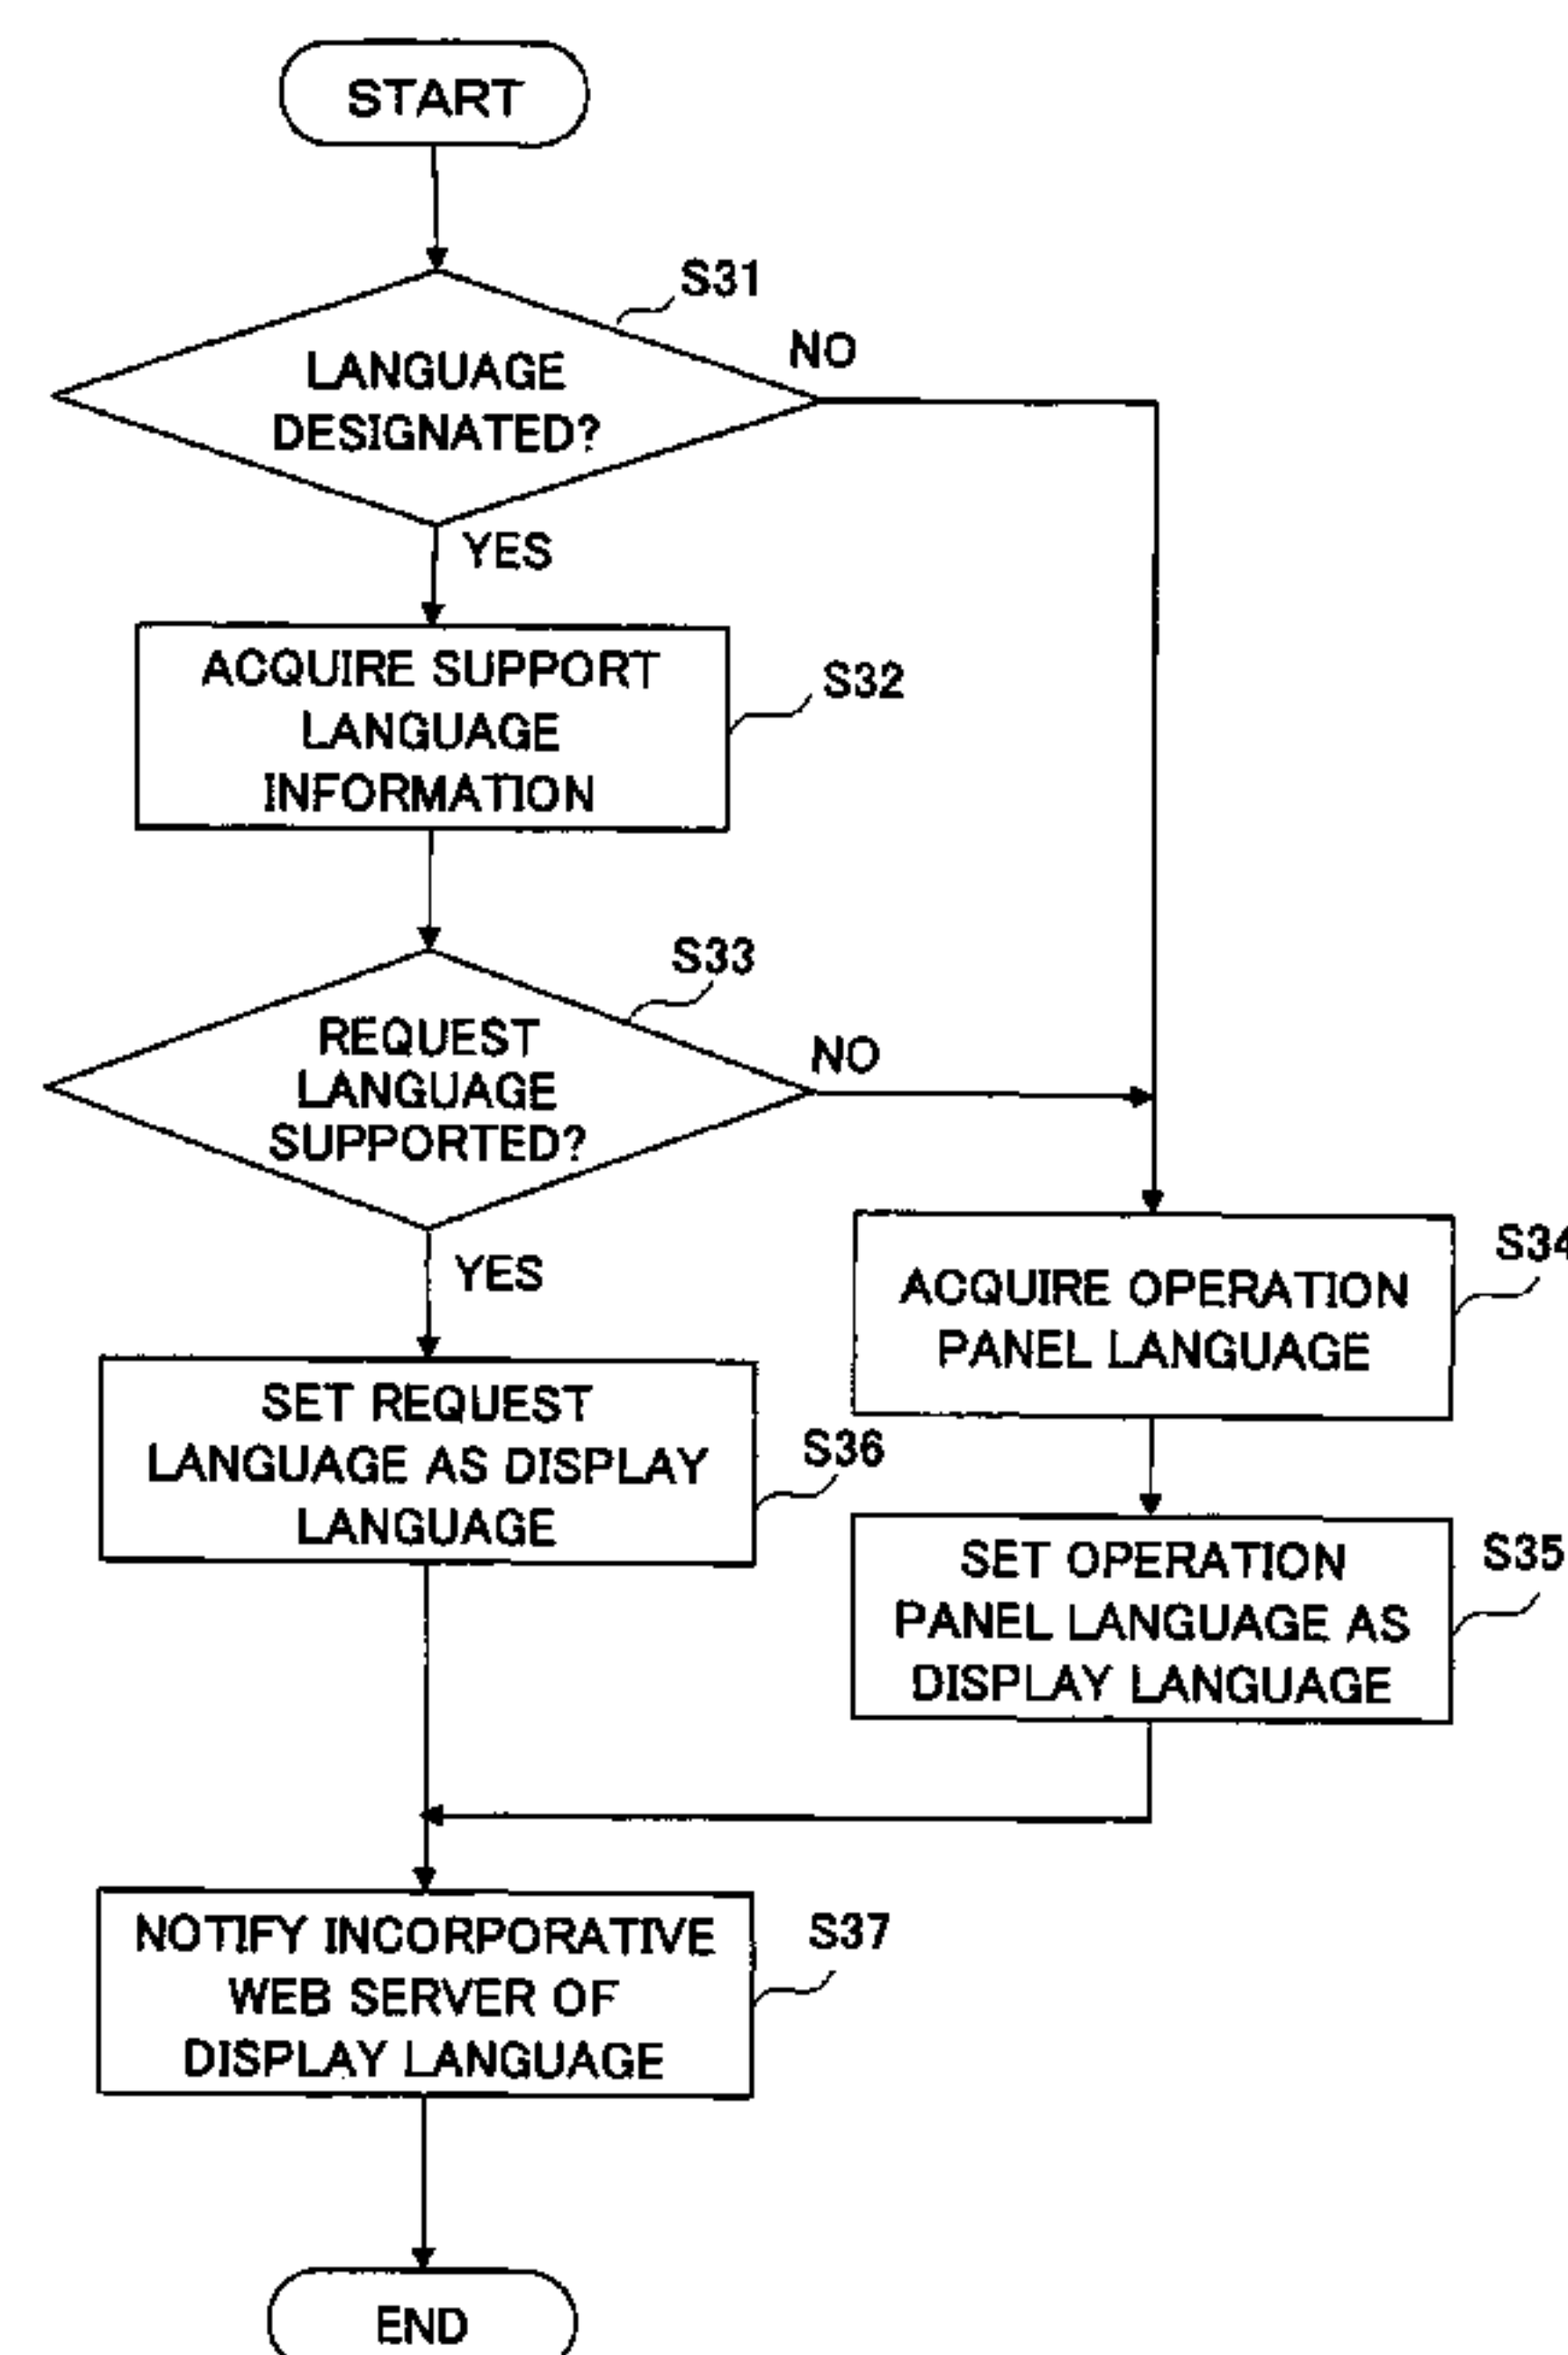 START
S31
NO
LANGUAGE
DESIGNATED?
YES
ACQUIRE SUPPORT
LANGUAGE
INFORMATION
S32
S33
REQUEST
LANGUAGE
SUPPORTED?
NO
YES
S34
ACQUIRE OPERATION
PANEL LANGUAGE
SET REQUEST
LANGUAGE AS DISPLAY
LANGUAGE
S36
SET OPERATION
PANEL LANGUAGE AS
DISPLAY LANGUAGE
S35
NOTIFY INCORPORATIVE
WEB SERVER OF
DISPLAY LANGUAGE
S37
END